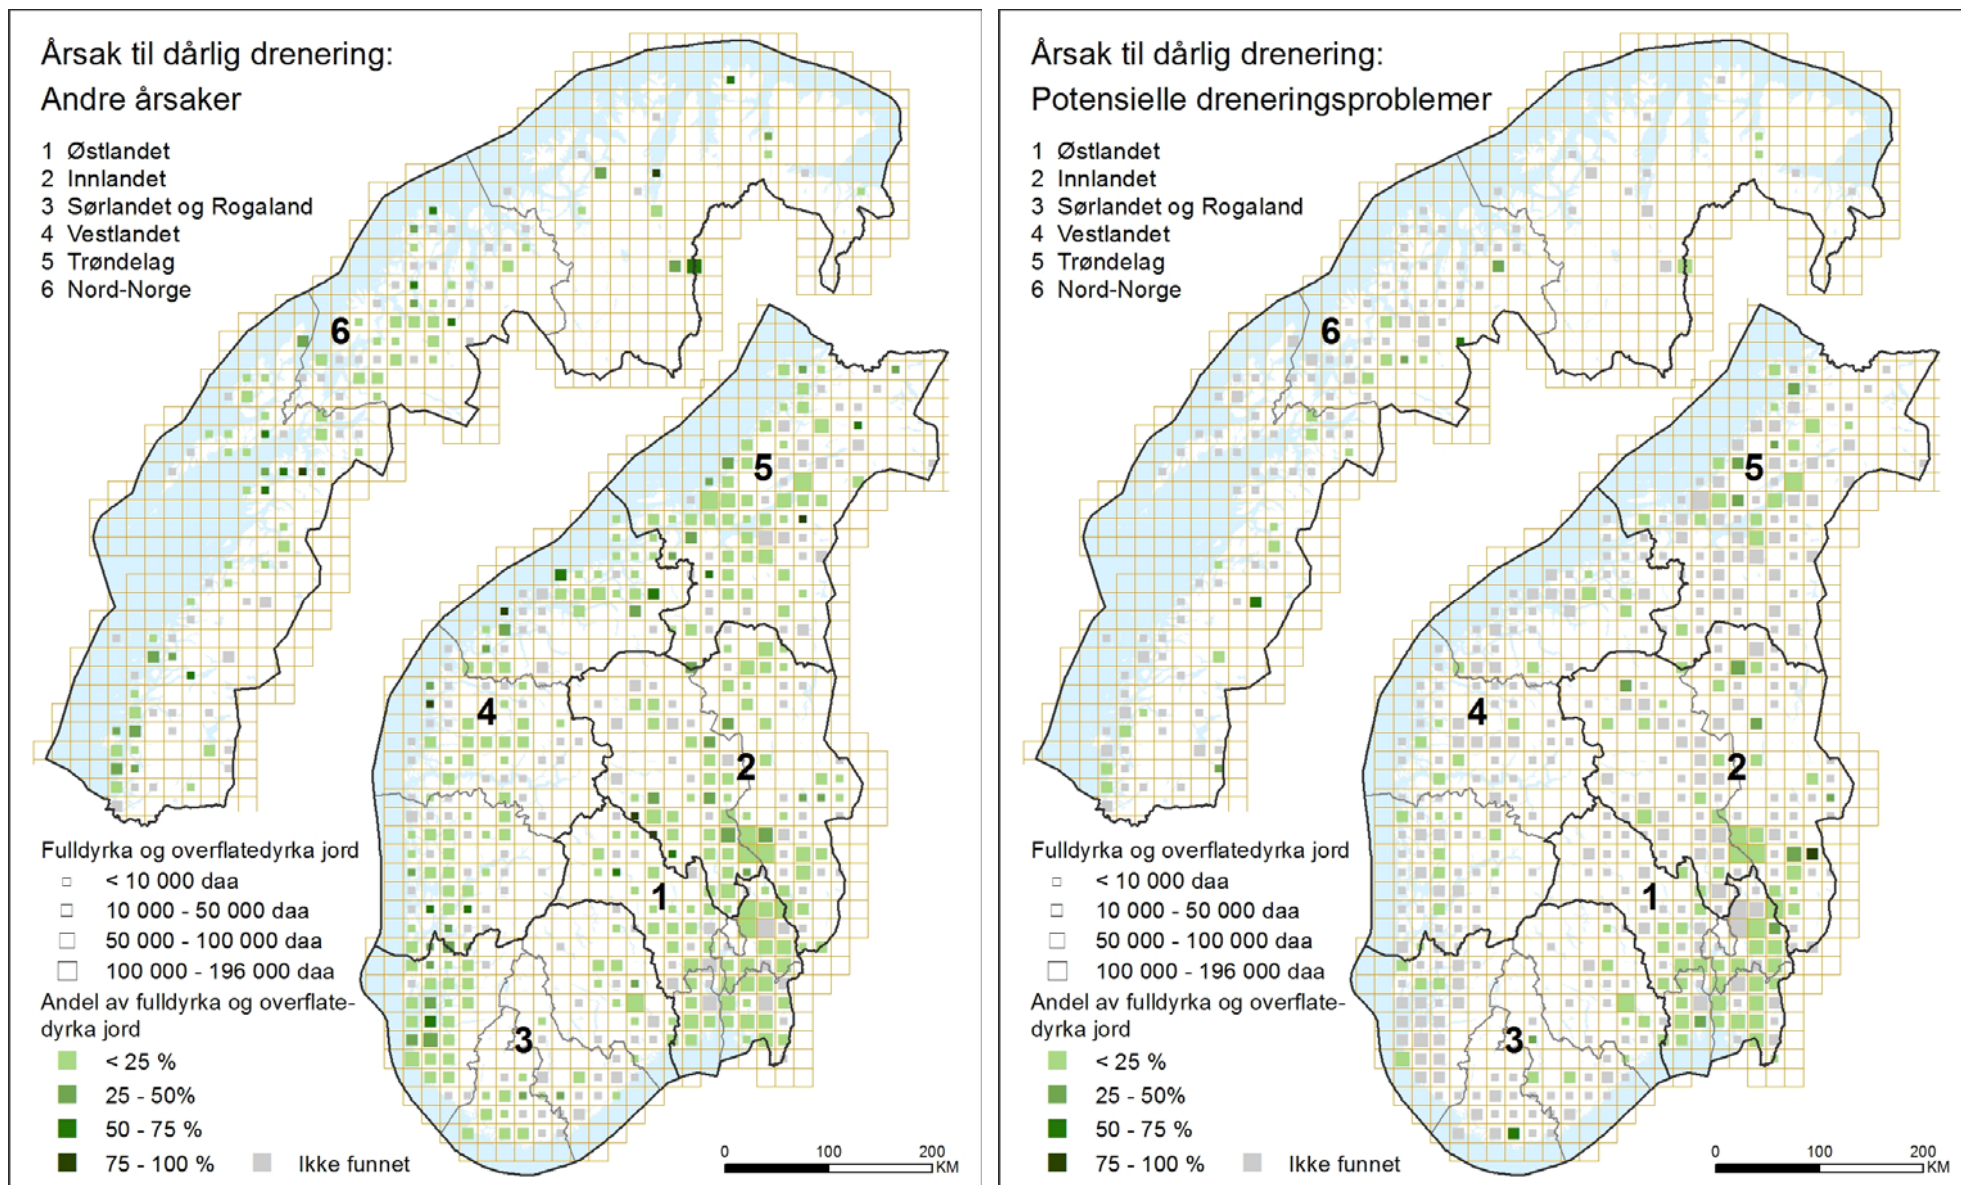 Årsak til dårlig drenering:
Andre årsaker
1 Østlandet
2 Innlandet
3 Sørlandet og Rogaland
4 Vestlandet
5 Trøndelag
6 Nord-Norge
6
5
4
2
1
3
Fulldyrka og overflatedyrka jord
< 10 000 daa
10 000 - 50 000 daa
50 000 - 100 000 daa
100 000 - 196 000 daa
Andel av fulldyrka og overflate-
dyrka jord
< 25 %
25 - 50%
50 - 75 %
75 - 100 %
Ikke funnet
0 100 200
KM
Årsak til dårlig drenering:
Potensielle dreneringsproblemer
1 Østlandet
2 Innlandet
3 Sørlandet og Rogaland
4 Vestlandet
5 Trøndelag
6 Nord-Norge
6
5
4
2
1
3
Fulldyrka og overflatedyrka jord
< 10 000 daa
10 000 - 50 000 daa
50 000 - 100 000 daa
100 000 - 196 000 daa
Andel av fulldyrka og overflate-
dyrka jord
< 25 %
25 - 50%
50 - 75 %
75 - 100 %
Ikke funnet
0 100 200
KM